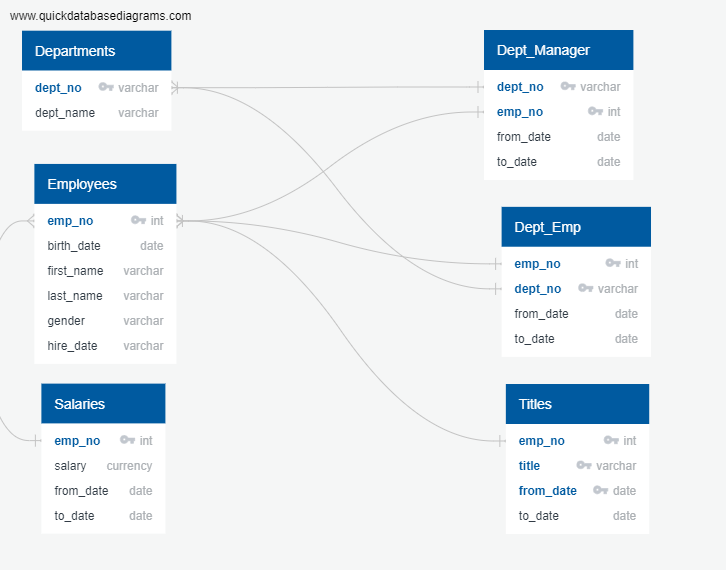 www.quickdatabasediagrams.com
Departments
dept_no varchar
dept_name varchar
Employees
emp_no int
birth_date date
first_name varchar
last_name varchar
gender varchar
hire_date varchar
Salaries
emp_no int
salary currency
from_date date
to_date date
Dept_Manager
dept_no varchar
emp_no int
from_date date
to_date date
Dept_Emp
emp_no int
dept_no varchar
from_date date
to_date date
Titles
emp_no int
title varchar
from_date date
to_date date